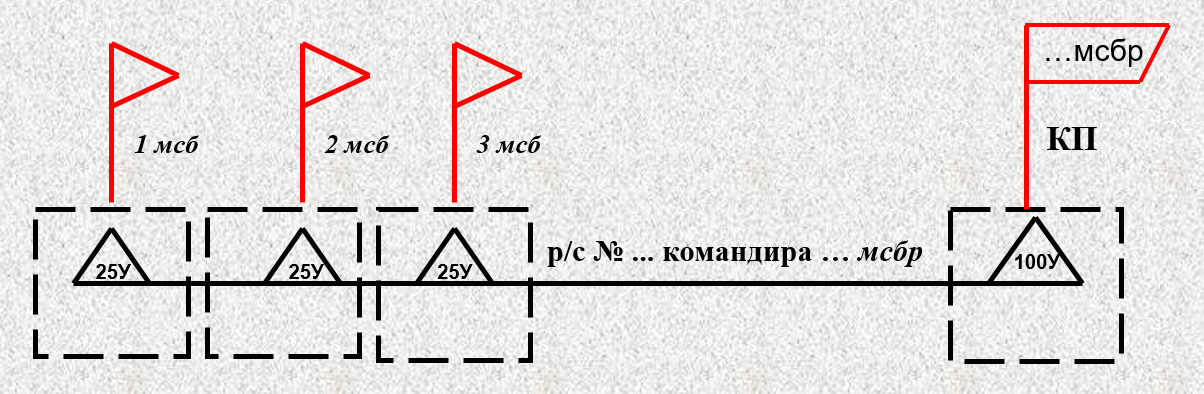 …мсбр
1 мсб
2 мсб
3 мсб
КП
р/с № ... командира … мсбр
25У
25У
25У
100У